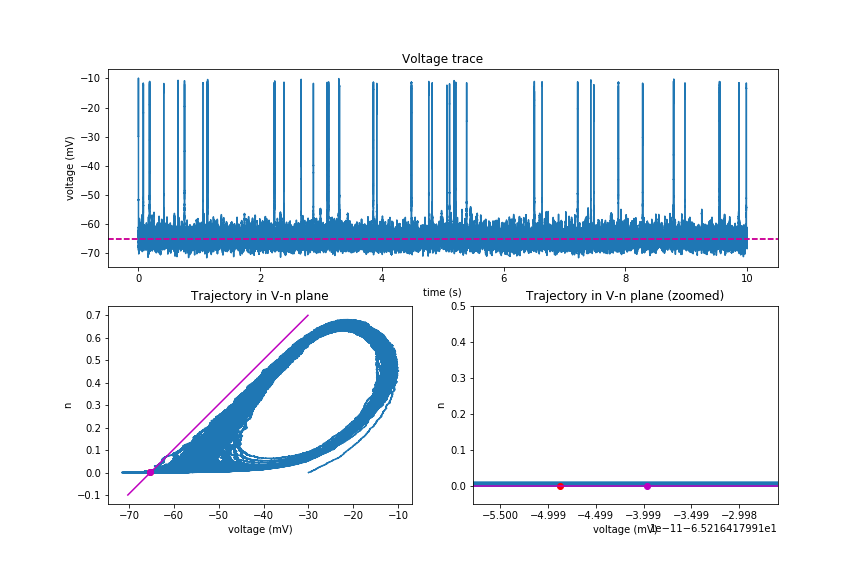 Voltage trace
−10
−20
−30
−40
−50
−60
−70
voltage (mV)
0 2 4 6 8 10
time (s)
Trajectory in V-n plane
0.7
0.6
0.5
0.4
0.3
0.2
0.1
0.0
−0.1
n
−70 −60 −50 −40 −30 −20 −10
voltage (mV)
Trajectory in V-n plane (zoomed)
0.5
0.4
0.3
0.2
0.1
0.0
n
−5.500 −4.999 −4.499 −3.999 −3.499 −2.998
voltage (mV)
1e−11−6.5216417991e1